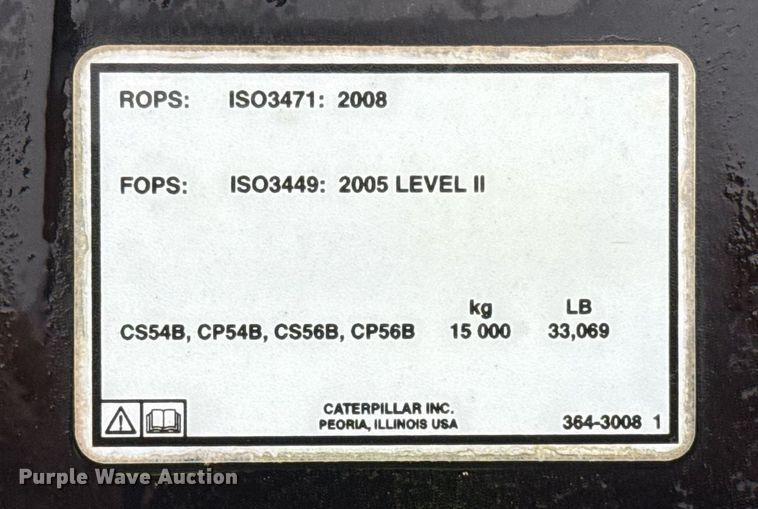 ROPS: ISO3471: 2008
FOPS: ISO3449: 2005 LEVEL II
kg LB
CS54B, CP54B, CS56B, CP56B 15 000 33,069
CATERPILLAR INC.
PEORIA, ILLINOIS USA
364-3008 1
Purple Wave Auction